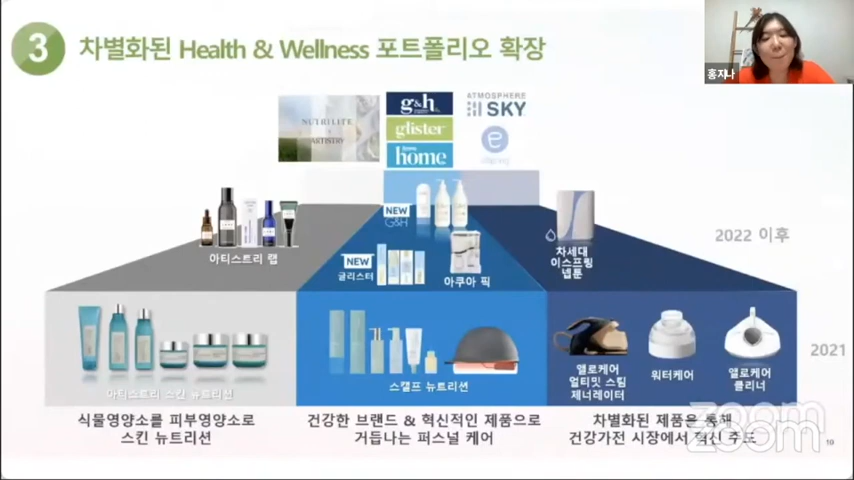 3 차별화된 Health & Wellness 포트폴리오 확장
홍지나
NUTRILITE
ARTISTRY
g&h
glister
home
ATMOSPHERE
SKY
e
NEW
G&H
NEW
글리스터
아쿠아 픽
아티스트리 랩
차세대
이스프링
넵튠
2022 이후
2021
아티스트리 스킨 뉴트리션
스캘프 뉴트리션
앨로케어
얼티밋 스팀
제너레이터
워터케어
앨로케어
클리너
식물영양소를 피부영양소로
스킨 뉴트리션
건강한 브랜드 & 혁신적인 제품으로
거듭나는 퍼스널 케어
차별화된 제품을 통해
건강가전 시장에서 혁신 주도
zoom
zoom
19